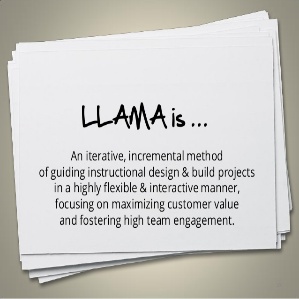 LLAMA is ...
An iterative, incremental method
of guiding instructional design & build projects
in a highly flexible & interactive manner,
focusing on maximizing customer value
and fostering high team engagement.